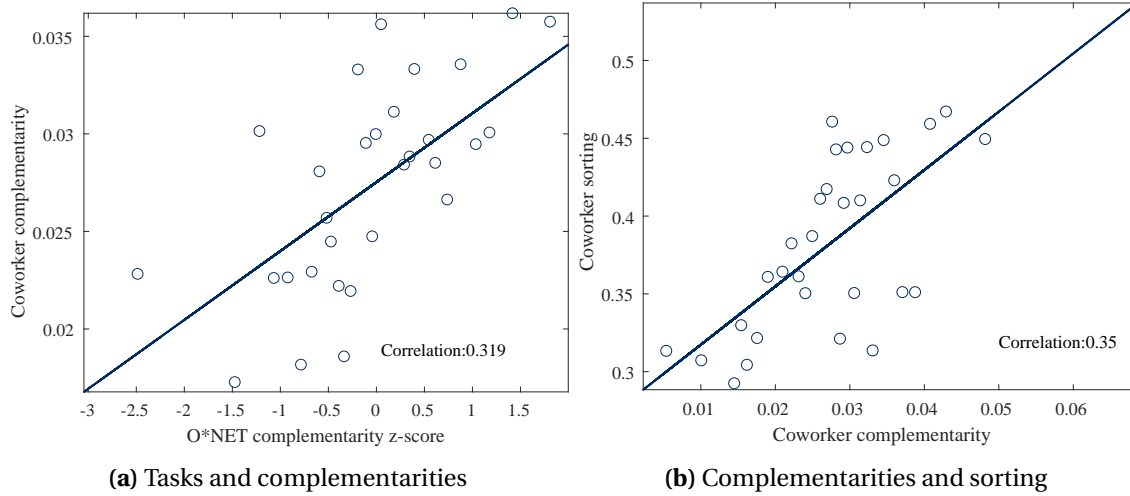 0.035
0.03
0.025
0.02
Coworker complementarity
-3 -2.5 -2 -1.5 -1 -0.5 0 0.5 1 1.5
O*NET complementarity z-score
Correlation:0.319
(a) Tasks and complementarities
0.5
0.45
0.4
0.35
0.3
Coworker sorting
0.01 0.02 0.03 0.04 0.05 0.06
Coworker complementarity
Correlation:0.35
(b) Complementarities and sorting